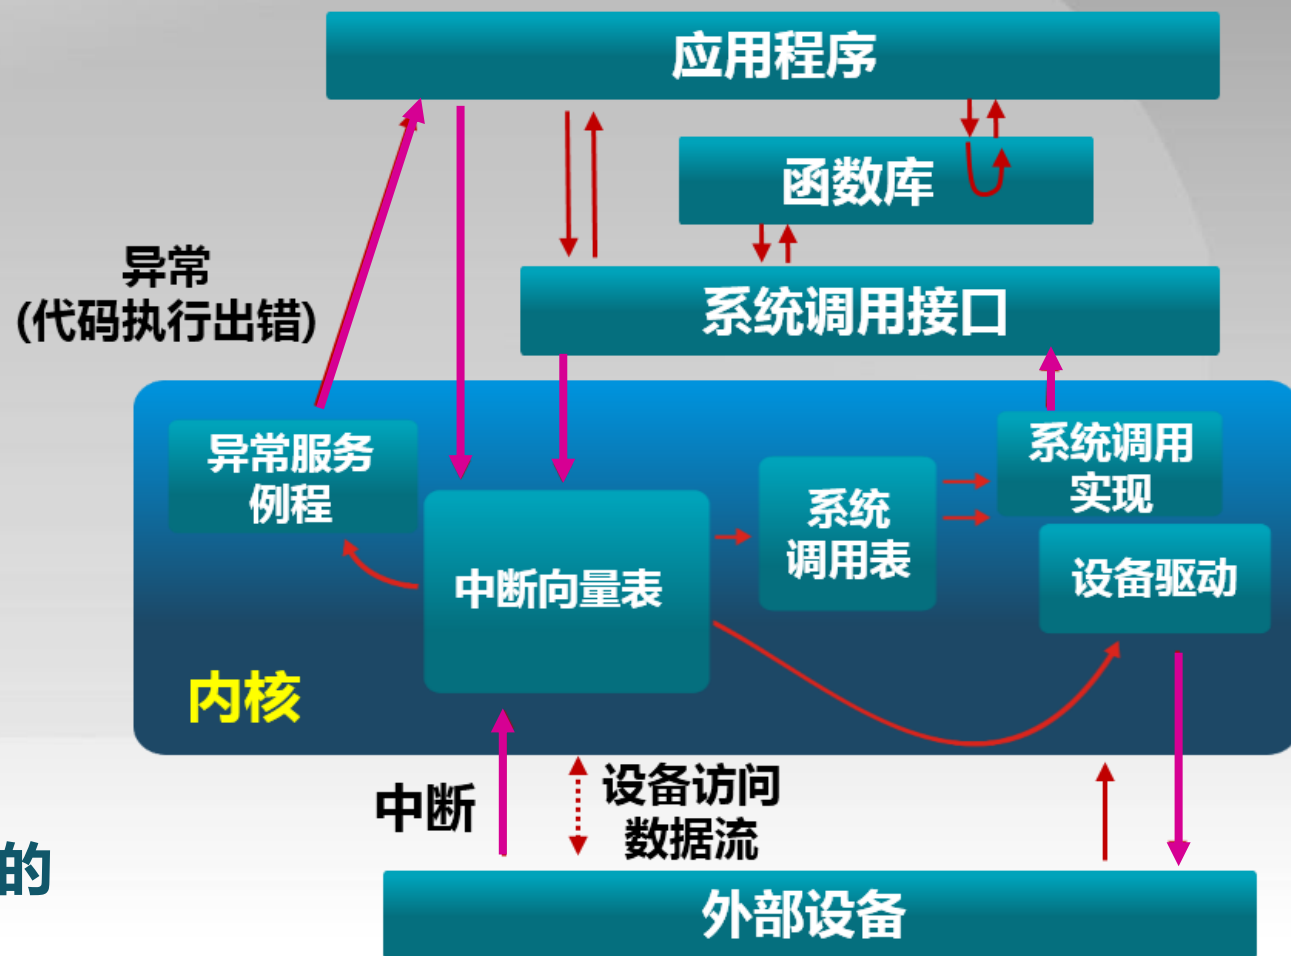 应用程序
函数库
异常
(代码执行出错)
系统调用接口
异常服务
例程
系统调用
实现
系统
调用表
中断向量表
设备驱动
内核
中断
设备访问
数据流
的
外部设备